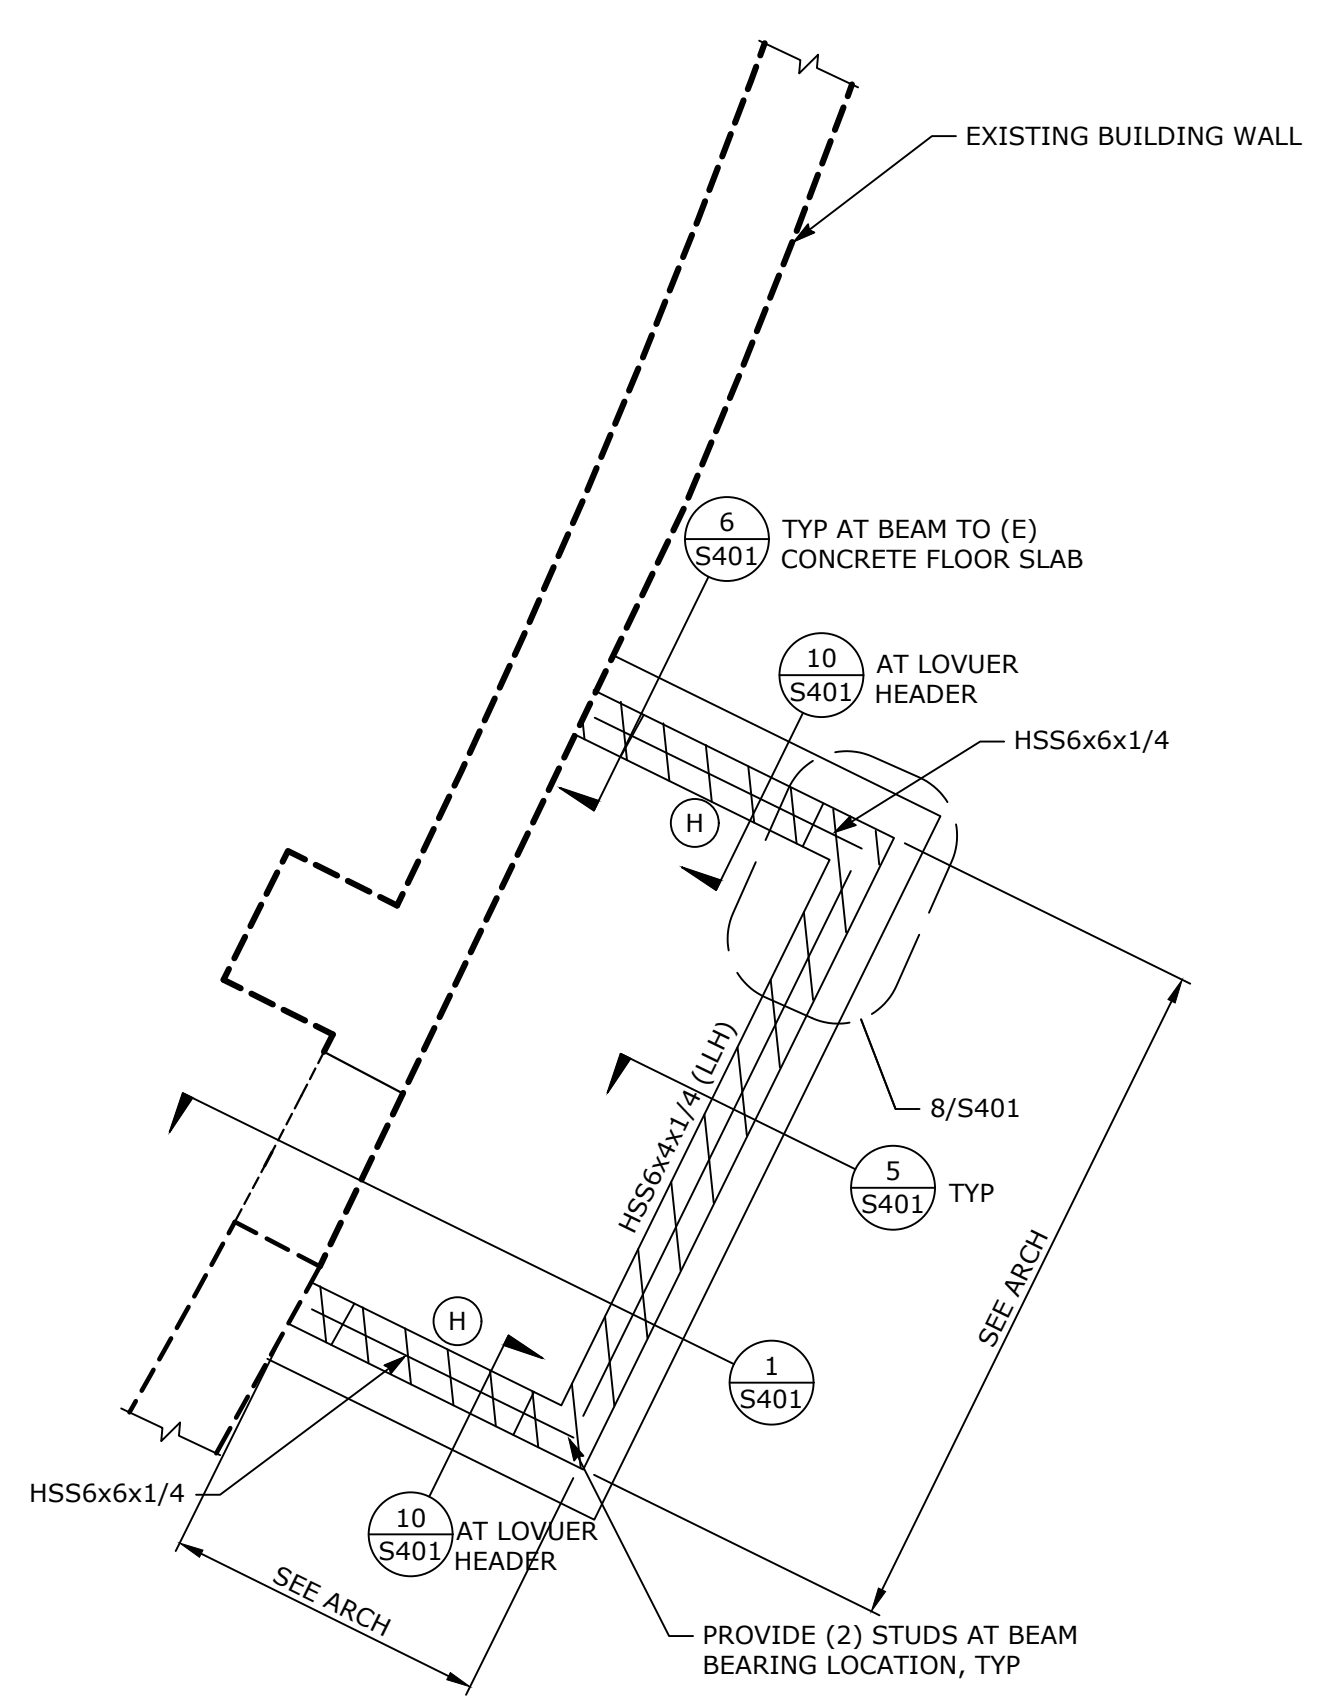 EXISTING BUILDING WALL
6
S401
TYP AT BEAM TO (E)
CONCRETE FLOOR SLAB
10
S401
AT LOVUER
HEADER
HSS6x6x1/4
H
HSS6x4x1/4 (LLH)
8/S401
5
S401
TYP
SEE ARCH
H
1
S401
HSS6x6x1/4
10
S401
AT LOVUER
HEADER
SEE ARCH
PROVIDE (2) STUDS AT BEAM
BEARING LOCATION, TYP